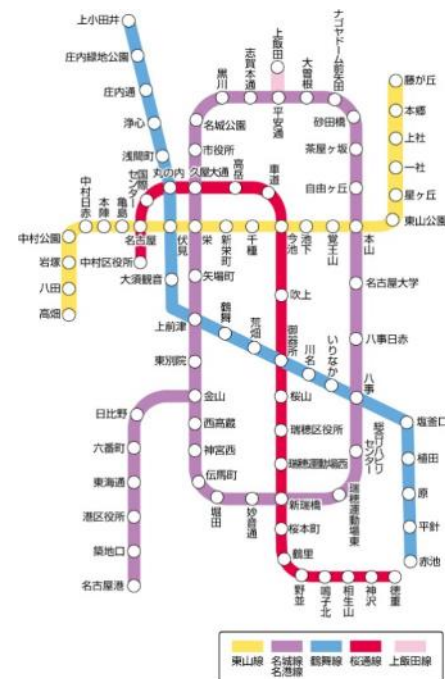 上小田井
庄内緑地公園
庄内通
浄心
浅間町
丸の内
久屋大通
高岳
車道
国際センター
上飯田
志賀本通
黒川
平安通
大曽根
ナゴヤドーム前矢田
砂田橋
名城公園
市役所
茶屋ヶ坂
自由ヶ丘
藤が丘
本郷
上社
一社
星ヶ丘
東山公園
中村日赤
本陣
亀島
中村公園
岩塚
八田
高畑
名古屋
中村区役所
伏見
栄
新栄町
千種
今池
池下
覚王山
本山
大須観音
矢場町
吹上
名古屋大学
上前津
鶴舞
荒畑
御器所
川名
いりなか
八事日赤
八事
東別院
金山
桜山
塩釜口
植田
原
平針
赤池
日比野
六番町
東海通
港区役所
築地口
名古屋港
西高蔵
神宮西
伝馬町
堀田
妙音通
瑞穂区役所
瑞穂運動場西
新瑞橋
総合リハビリセンター
瑞穂運動場東
桜本町
鶴里
野並
鳴子北
相生山
神沢
徳重
東山線
名城線
名港線
鶴舞線
桜通線
上飯田線